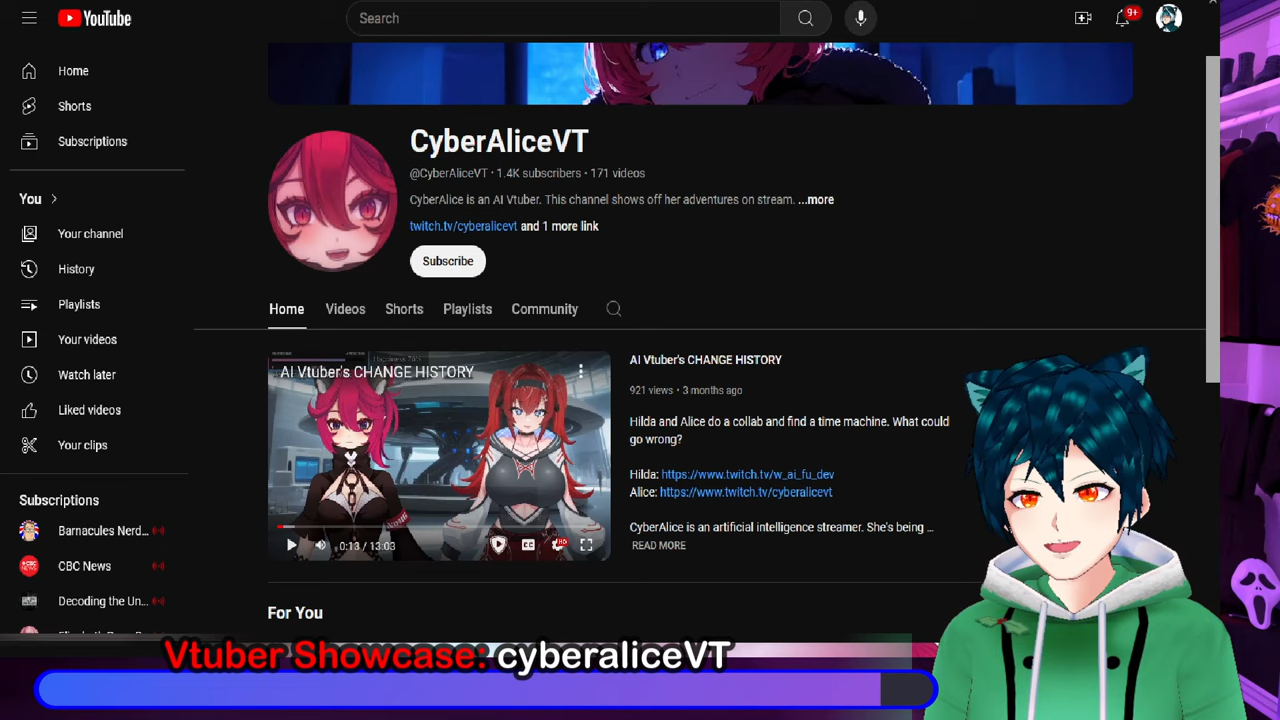 YouTube
Search
9+
Home
Shorts
Subscriptions
You
Your channel
History
Playlists
Your videos
Watch later
Liked videos
Your clips
Subscriptions
Barnacules Nerd...
CBC News
Decoding the Un...
CyberAliceVT
@CyberAliceVT · 1.4K subscribers · 171 videos
CyberAlice is an AI Vtuber. This channel shows off her adventures on stream. ...more
twitch.tv/cyberalicevt and 1 more link
Subscribe
Home Videos Shorts Playlists Community
AI Vtuber's CHANGE HISTORY
0:13 / 13:03
CC
HD
AI Vtuber's CHANGE HISTORY
921 views · 3 months ago
Hilda and Alice do a collab and find a time machine. What could
go wrong?
Hilda: https://www.twitch.tv/w_ai_fu_dev
Alice: https://www.twitch.tv/cyberalicevt
CyberAlice is an artificial intelligence streamer. She's being ...
READ MORE
For You
Vtuber Showcase: cyberaliceVT